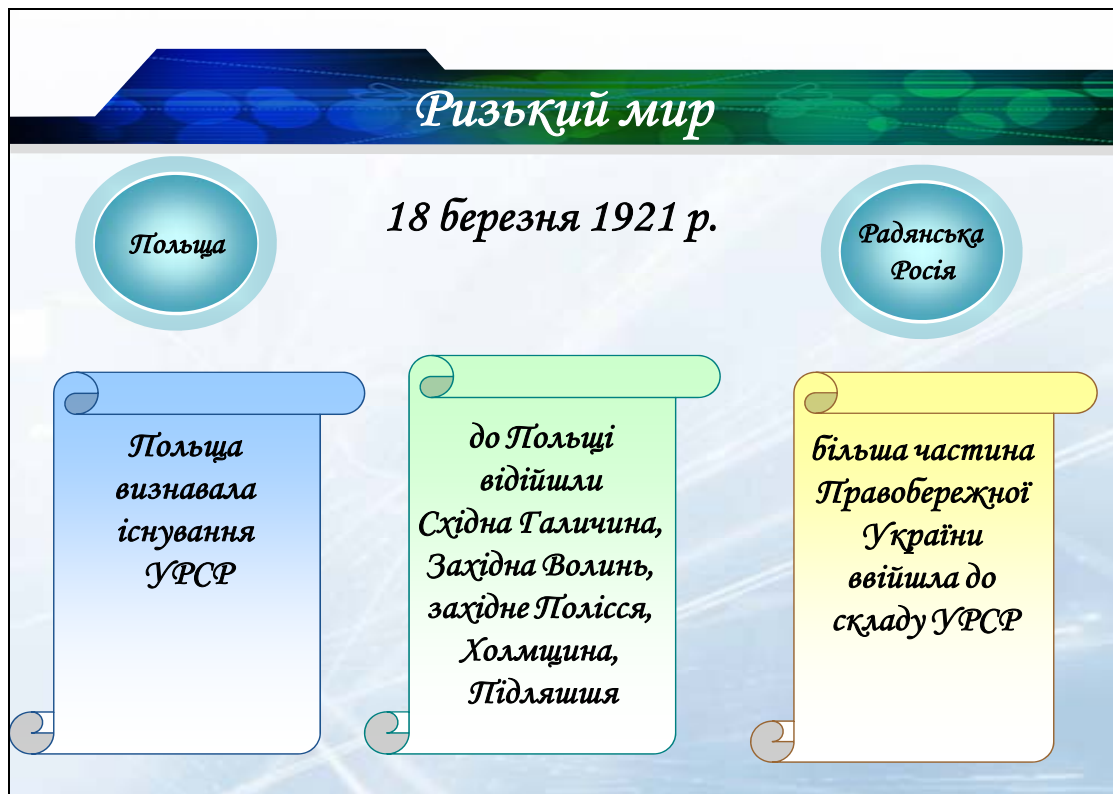 Ризький мир
18 березня 1921 р.
Польща
Радянська
Росія
Польща
визнавала
існування
УРСР
до Польщі
відійшли
Східна Галичина,
Західна Волинь,
західне Полісся,
Холмщина,
Підляшшя
більша частина
Правобережної
України
ввійшла до
складу УРСР